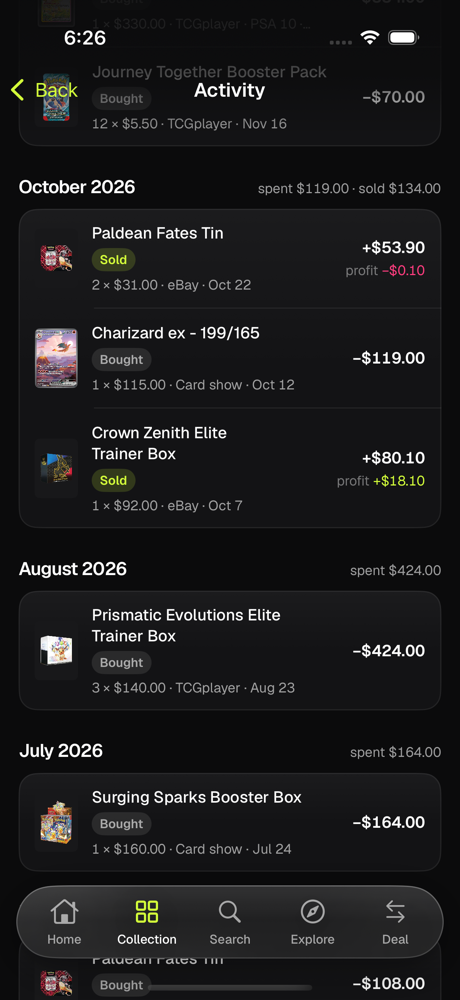 1 × $330.00 · TCGplayer · PSA 10 ·…
6:26
Journey Together Booster Pack
Back
Activity
Bought
−$70.00
12 × $5.50 · TCGplayer · Nov 16
October 2026
spent $119.00 · sold $134.00
Paldean Fates Tin
Sold
+$53.90
profit −$0.10
2 × $31.00 · eBay · Oct 22
Charizard ex - 199/165
Bought
−$119.00
1 × $115.00 · Card show · Oct 12
Crown Zenith Elite
Trainer Box
Sold
+$80.10
profit +$18.10
1 × $92.00 · eBay · Oct 7
August 2026
spent $424.00
Prismatic Evolutions Elite
Trainer Box
Bought
−$424.00
3 × $140.00 · TCGplayer · Aug 23
July 2026
spent $164.00
Surging Sparks Booster Box
Bought
−$164.00
1 × $160.00 · Card show · Jul 24
Home
Collection
Search
Explore
Deal
Paldean Fates Tin
Bought
−$108.00